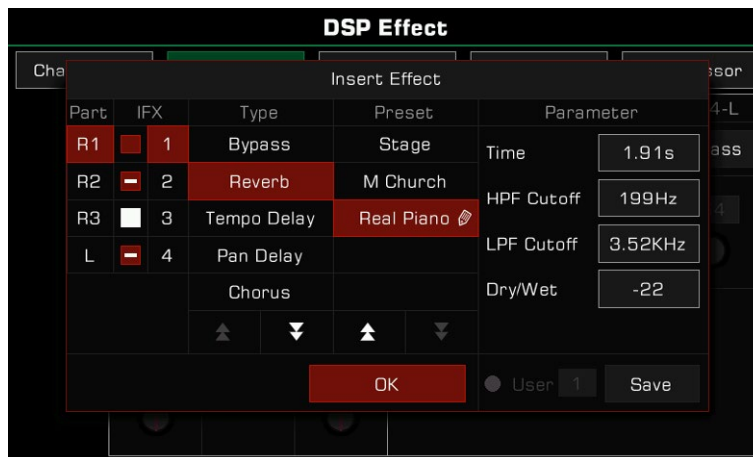 DSP Effect
Cha
ssor
Insert Effect
Part IFX Type Preset Parameter
4-L
R1 1 Bypass Stage
Time 1.91s
ass
R2 2 Reverb M Church
HPF Cutoff 199Hz
R3 3 Tempo Delay Real Piano
4
L 4 Pan Delay
LPF Cutoff 3.52KHz
Chorus
Dry/Wet -22
OK
User 1 Save